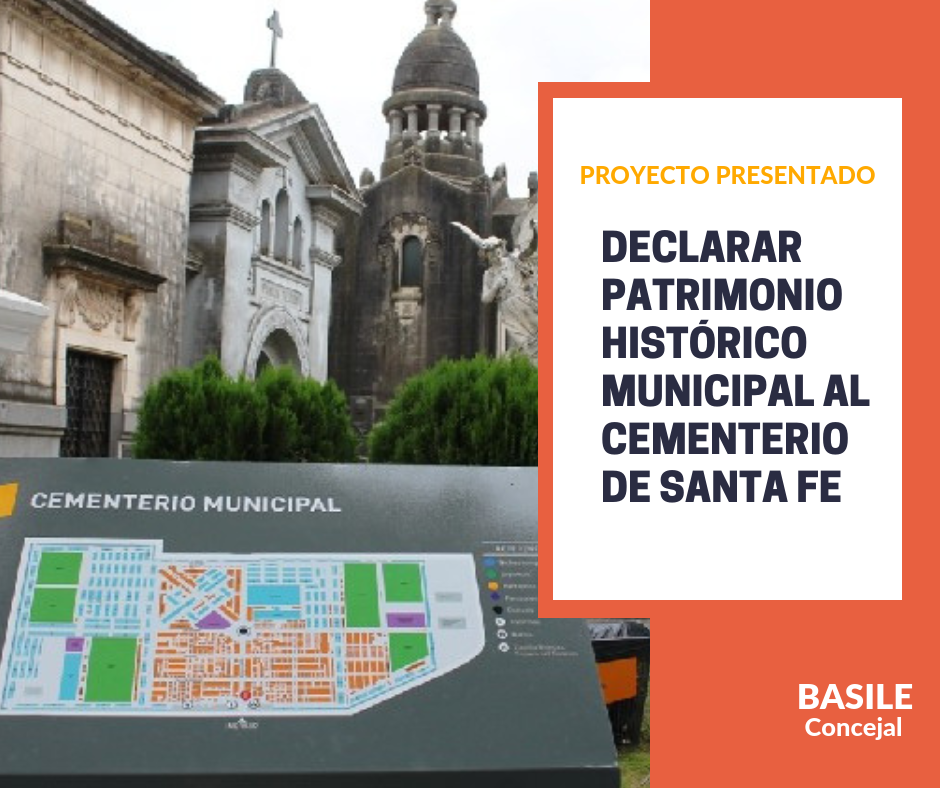 PROYECTO PRESENTADO
DECLARAR
PATRIMONIO
HISTÓRICO
MUNICIPAL AL
CEMENTERIO
DE SANTA FE
CEMENTERIO MUNICIPAL
BASILE
Concejal